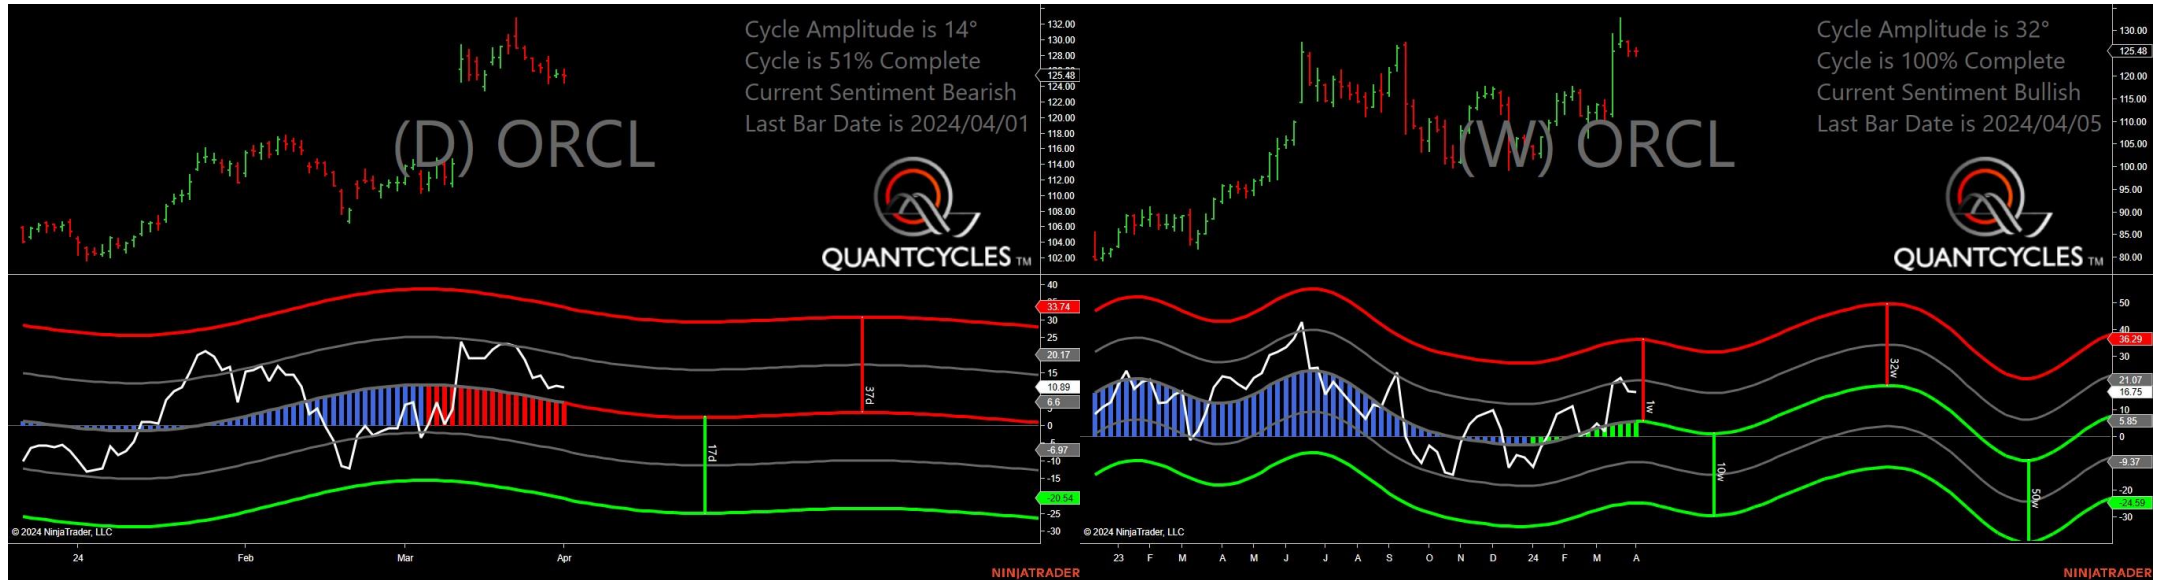 Cycle Amplitude is 14°
Cycle is 51% Complete
Current Sentiment Bearish
Last Bar Date is 2024/04/01
(D) ORCL
QUANTCYCLES TM
132.00
130.00
128.00
125.48
124.00
122.00
120.00
118.00
116.00
114.00
112.00
110.00
108.00
106.00
104.00
102.00
40
33.74
30
25
20.17
15
10.89
6.6
0
-6.97
-10
-15
-20.54
-25
-30
37d
17d
© 2024 NinjaTrader, LLC
24 Feb Mar Apr
NINJATRADER
Cycle Amplitude is 32°
Cycle is 100% Complete
Current Sentiment Bullish
Last Bar Date is 2024/04/05
(W) ORCL
QUANTCYCLES TM
130.00
125.48
120.00
115.00
110.00
105.00
100.00
95.00
90.00
85.00
80.00
50
40
36.29
30
21.07
16.75
10
5.85
0
-9.37
-20
-24.59
-30
1w
10w
32w
50w
© 2024 NinjaTrader, LLC
23 F M A M J J A S O N D 24 F M A
NINJATRADER